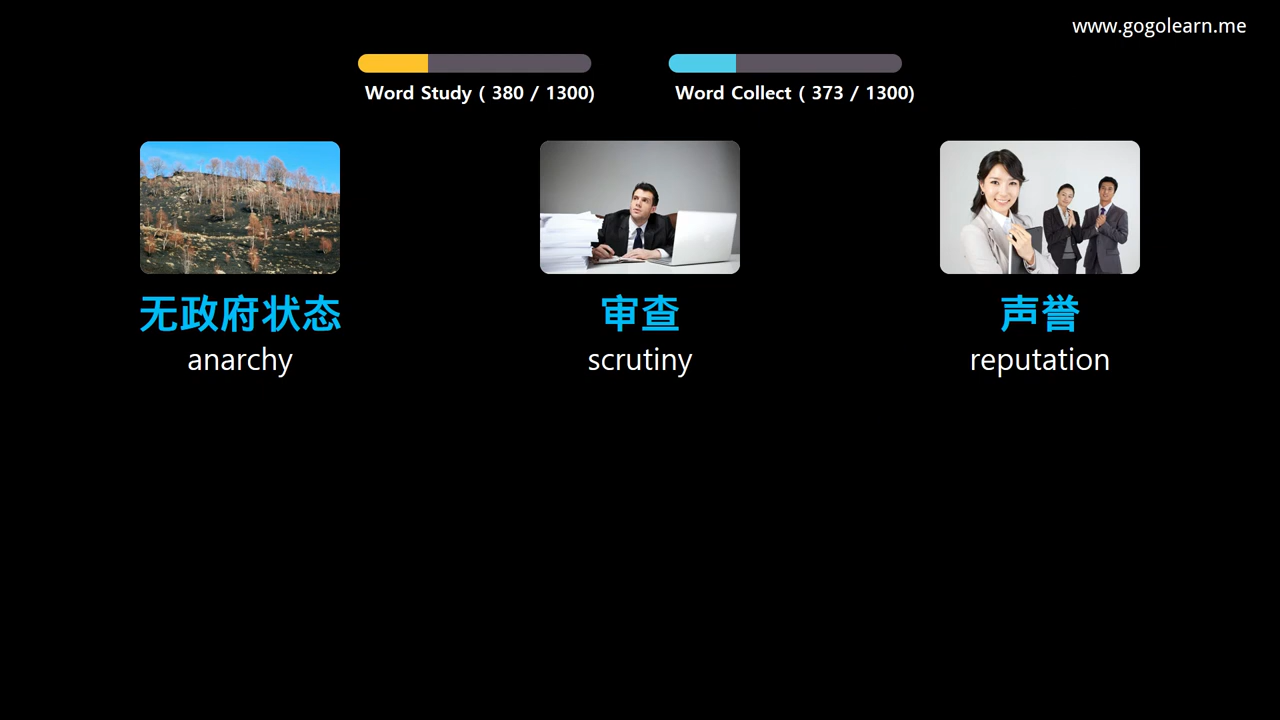 www.gogolearn.me
Word Study ( 380 / 1300)
Word Collect ( 373 / 1300)
无政府状态
anarchy
审查
scrutiny
声誉
reputation